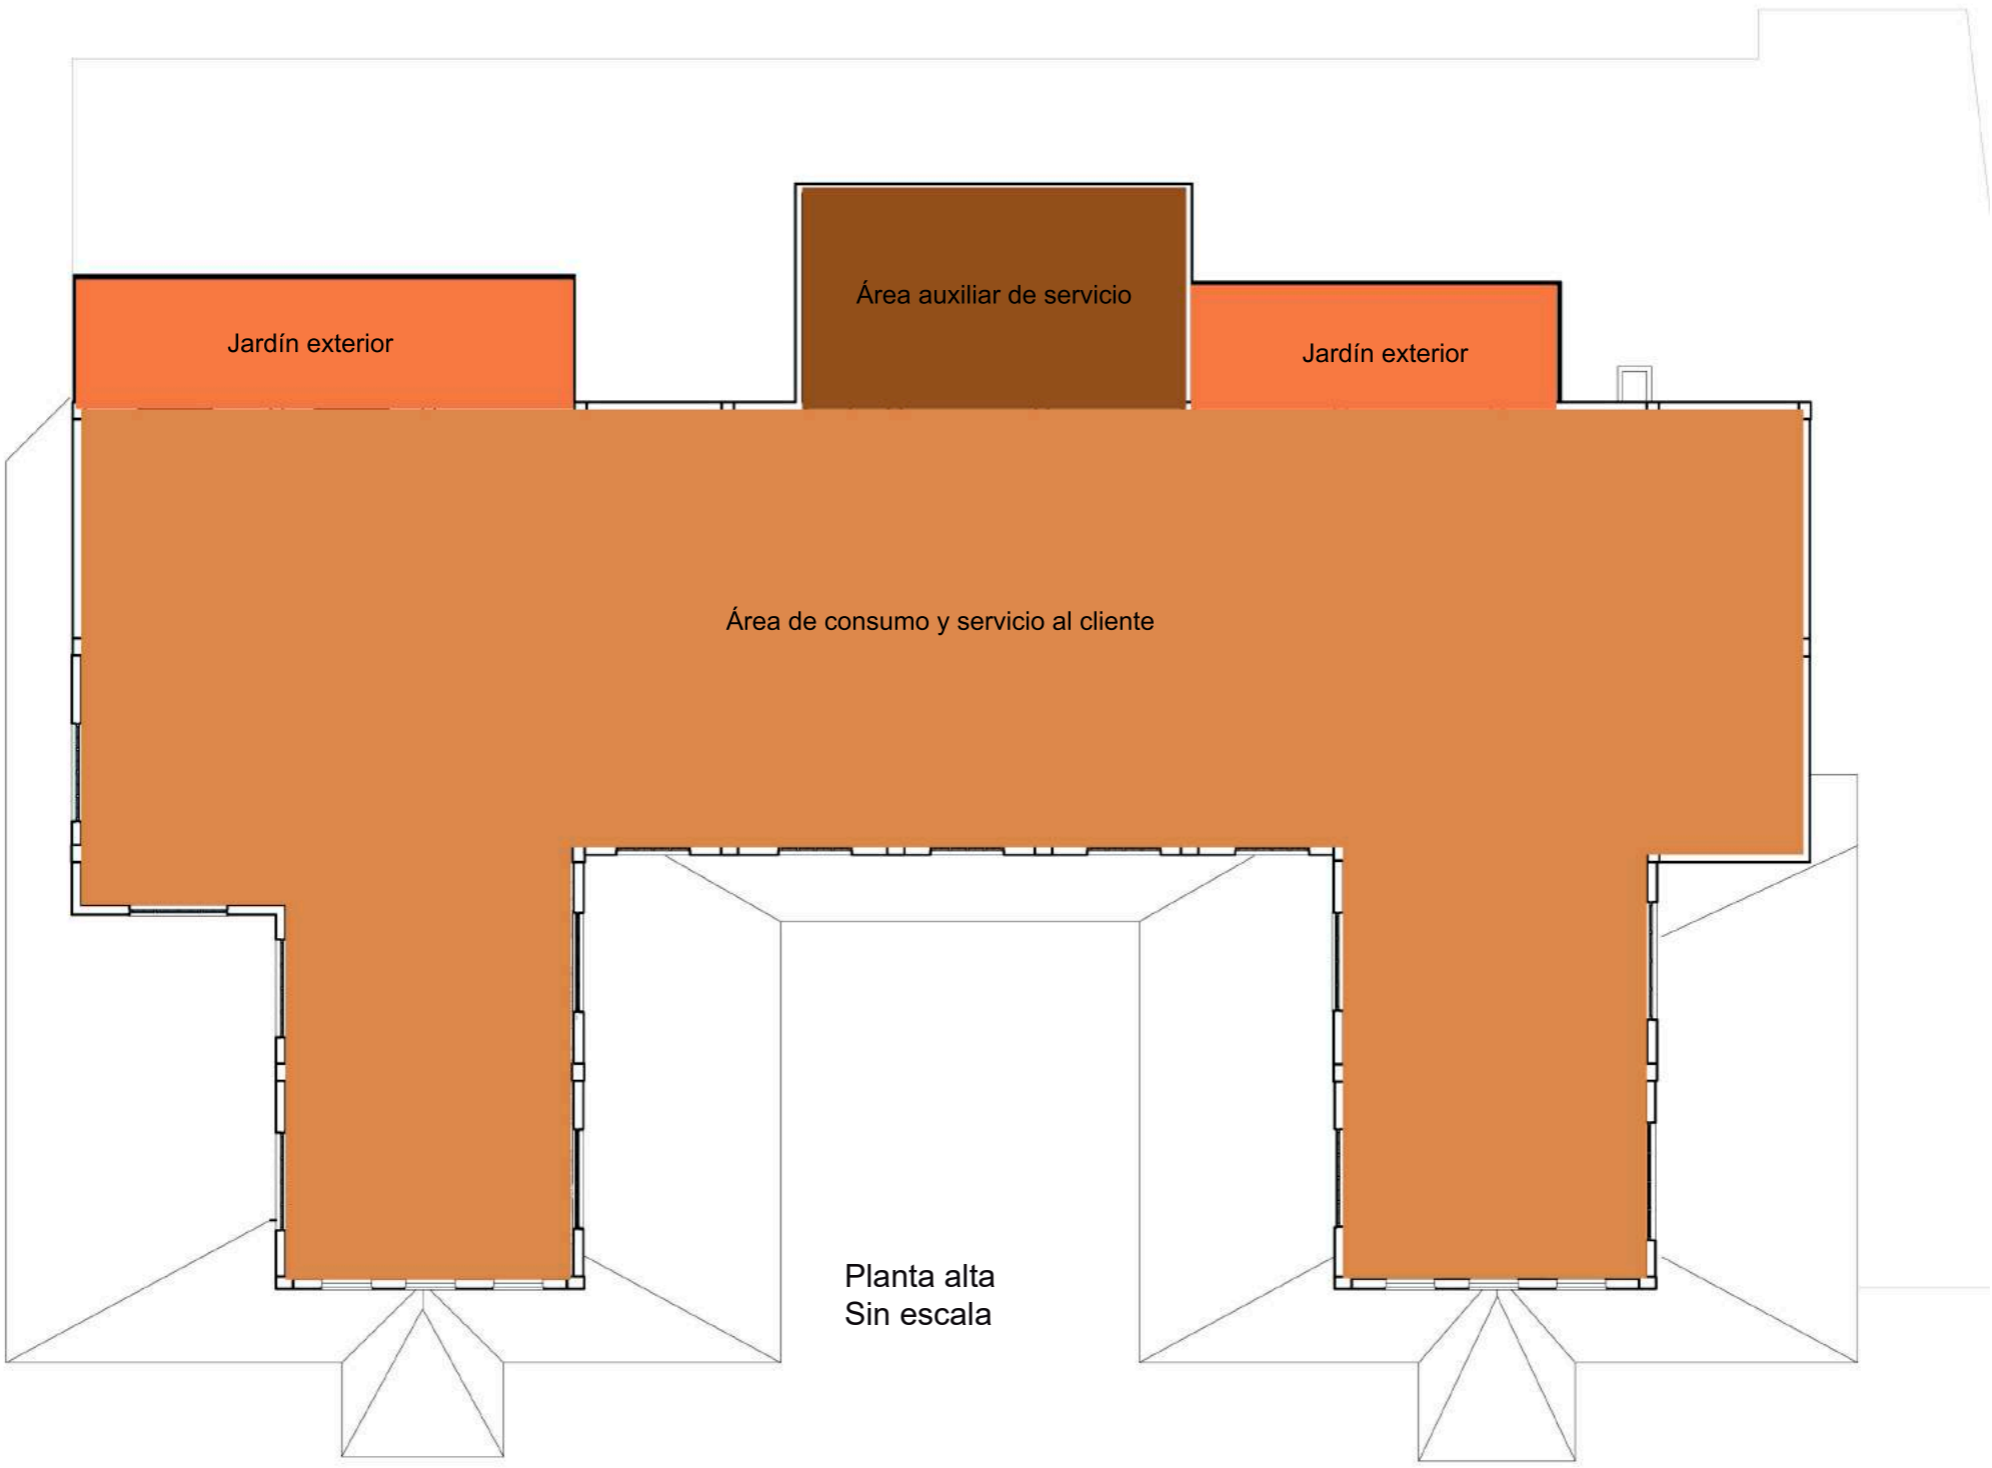 Área auxiliar de servicio
Jardín exterior
Jardín exterior
Área de consumo y servicio al cliente
Planta alta
Sin escala